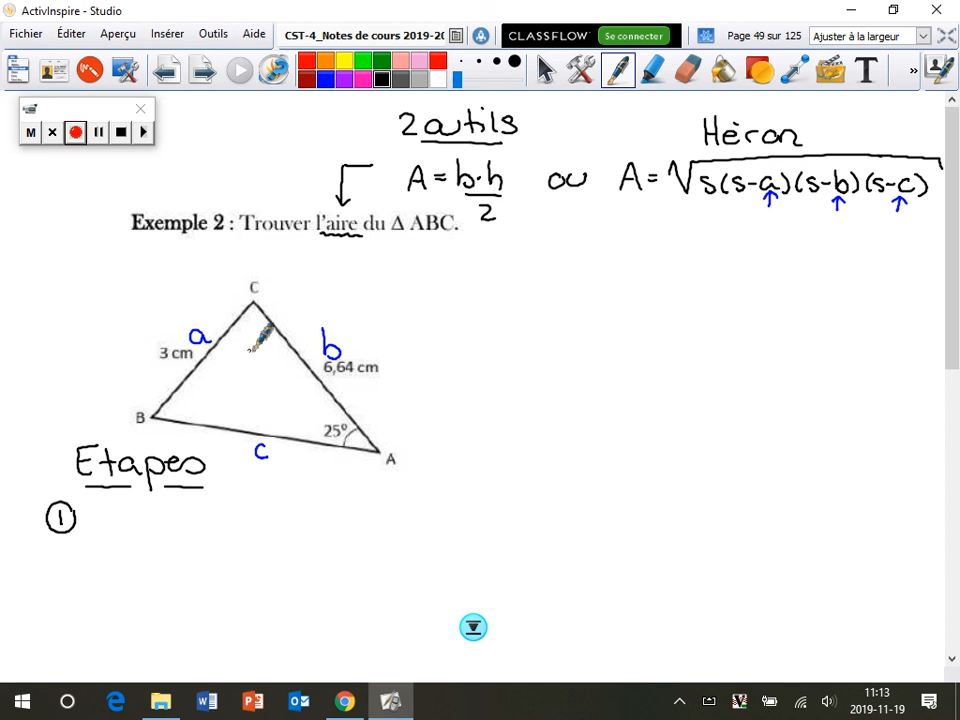 ActivInspire - Studio
Fichier Éditer Aperçu Insérer Outils Aide CST-4_Notes de cours 2019-20 CLASSFLOW Se connecter Page 49 sur 125 Ajuster à la largeur
T »
M
2 outils
Héron
A = b·h/2 ou A = √s(s-a)(s-b)(s-c)
Exemple 2 : Trouver l'aire du Δ ABC.
C
a
3 cm
b
6,64 cm
B
25°
c
A
Etapes
①
11:13
2019-11-19